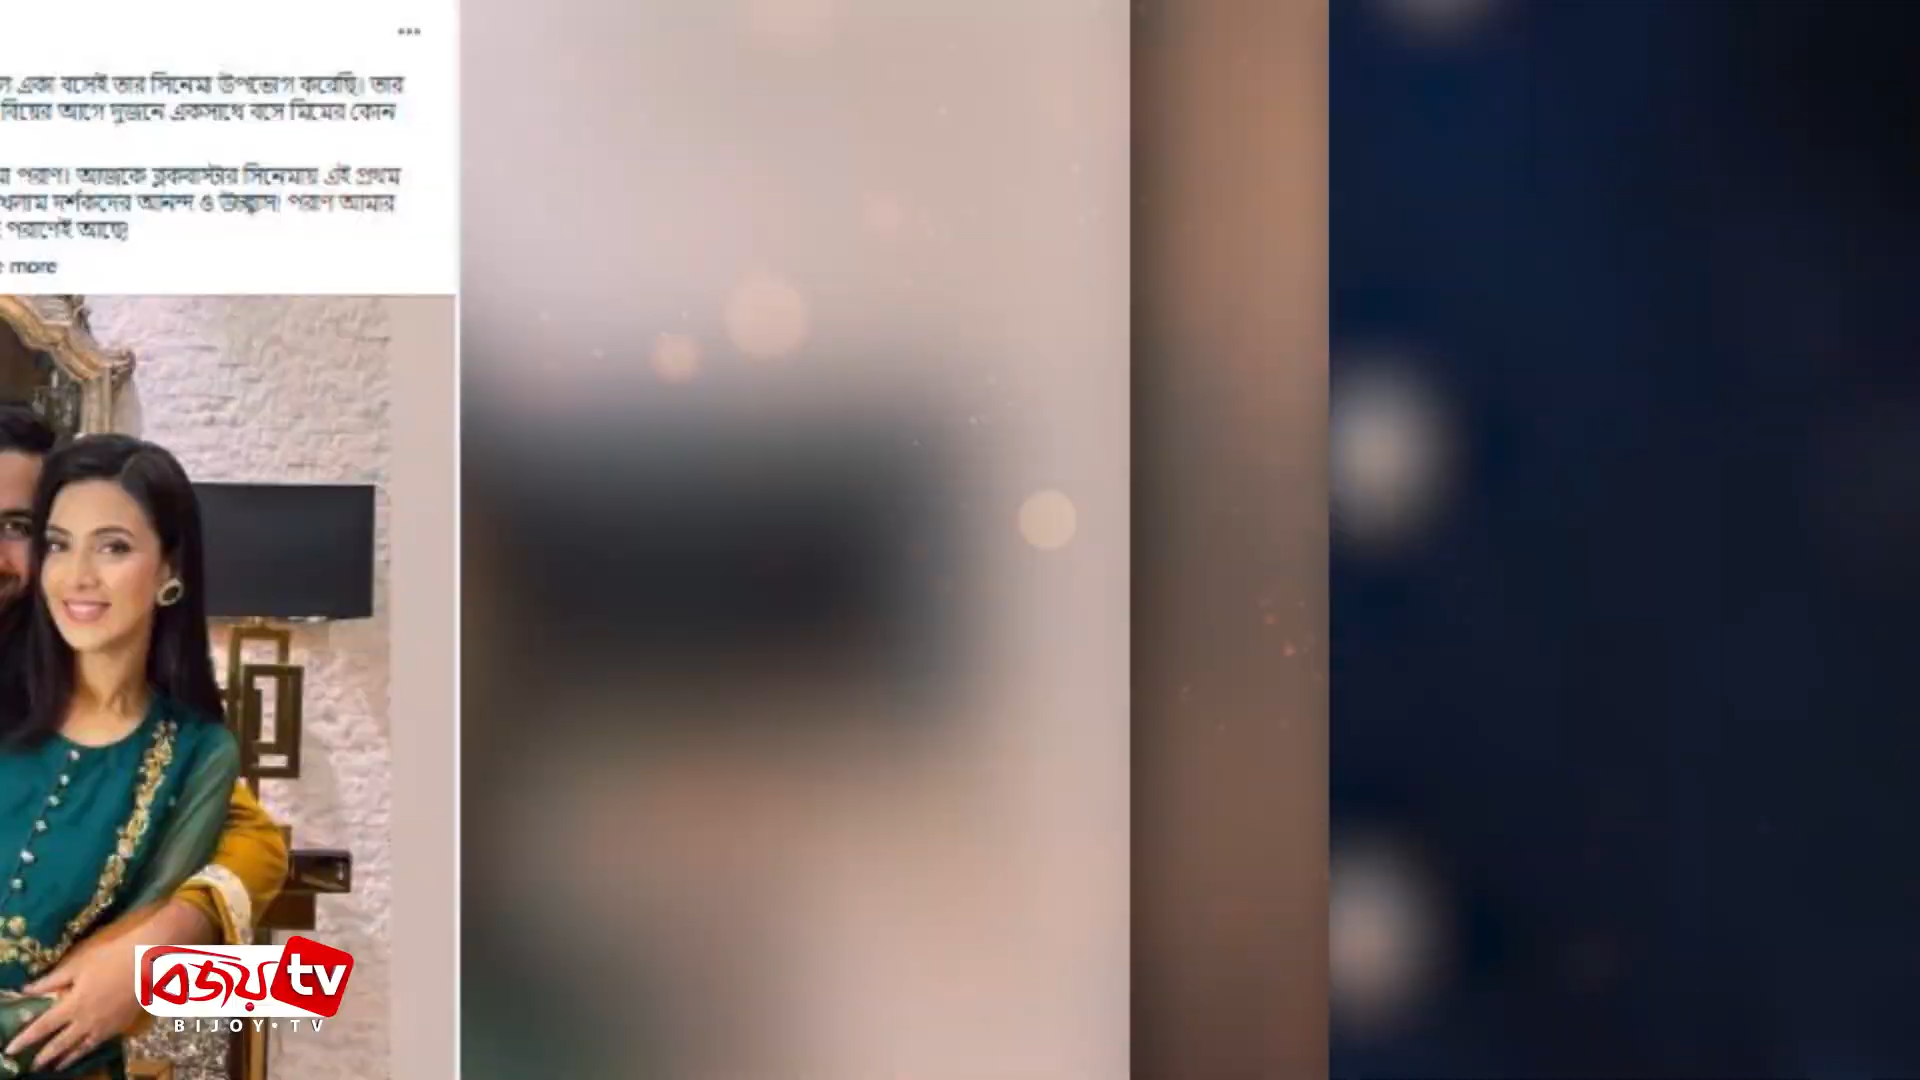 একা বসেই তার সিনেমা উপভোগ করেছি। তার
বিয়ের আগে দুজনে একসাথে বসে মিমের কোন
পরাণ। আজকে ব্লকবাস্টার সিনেমায় এই প্রথম
দর্শকদের আনন্দ ও উচ্ছ্বাস! পরাণ আমার
পরাণেই আছে!
more
বিজয় tv
BIJOY TV